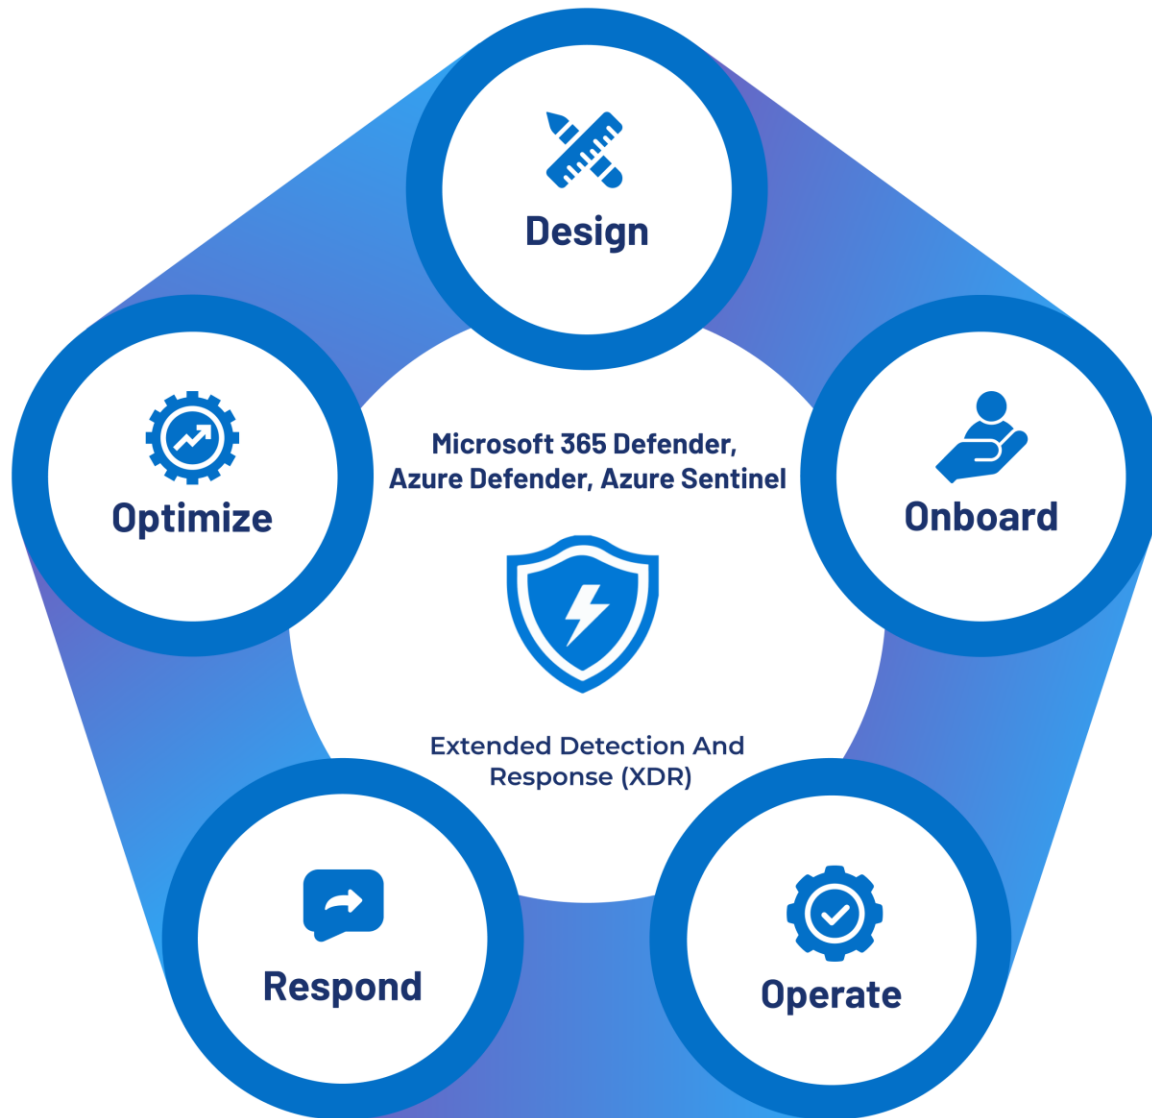 Design
Optimize
Microsoft 365 Defender,
Azure Defender, Azure Sentinel
Onboard
Extended Detection And
Response (XDR)
Respond
Operate